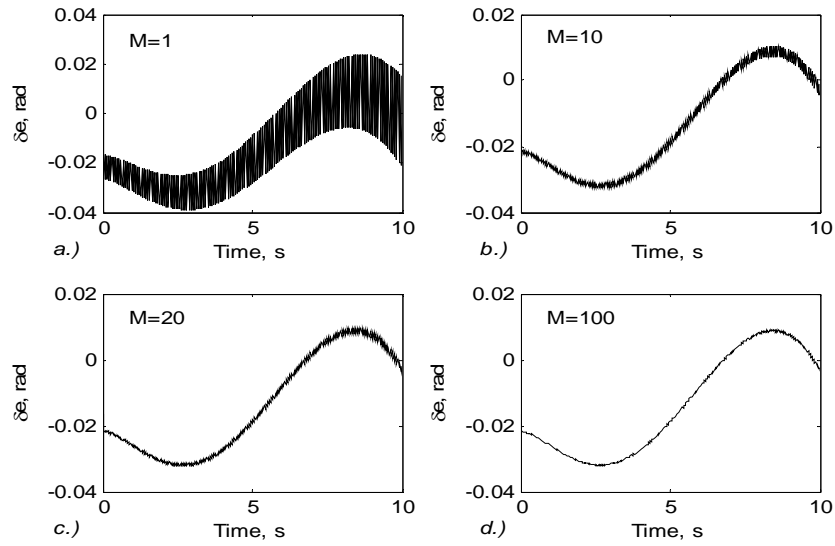 M=1
0.04
0.02
0
-0.02
-0.04
δe, rad
0
5
10
Time, s
a.)
M=10
0.04
0.02
0
-0.02
-0.04
δe, rad
0
5
10
Time, s
b.)
M=20
0.02
0
-0.02
-0.04
δe, rad
0
5
10
Time, s
c.)
M=100
0.02
0
-0.02
-0.04
δe, rad
0
5
10
Time, s
d.)